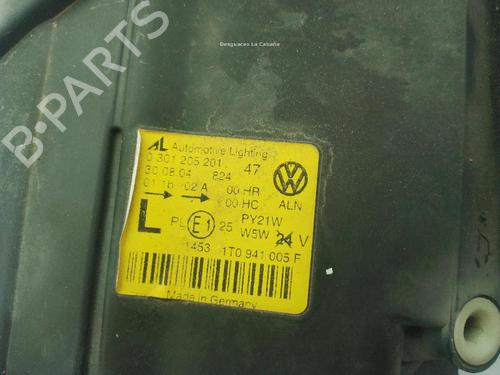 Desguaces La Cabaña
B-PARTS
AL Automotive Lighting
0 301 205 201 47
30.08.04 824
01 1B 02 A 00 HR ALN
00 HC
PY21W
L PL E1 25 W5W 24 V
1453 1T0 941 005 F
Made in Germany